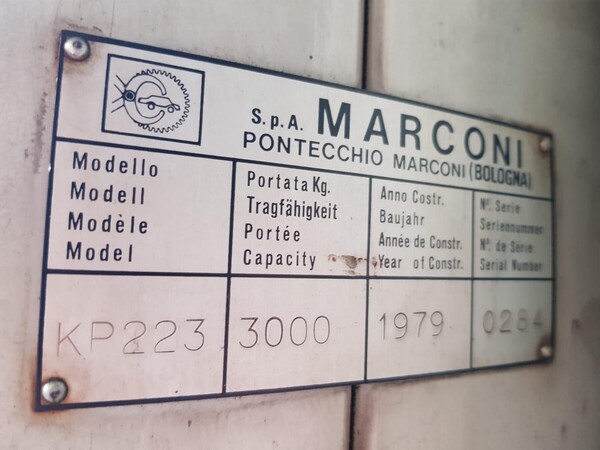 S.p.A. MARCONI
PONTECCHIO MARCONI (BOLOGNA)
Modello
Modell
Modèle
Model
Portata Kg.
Tragfähigkeit
Portée
Capacity
Anno Costr.
Baujahr
Année de Constr.
Year of Constr.
N°. Serie
Seriennummer
N°. de Série
Serial Number
KP223
3000
1979
0284